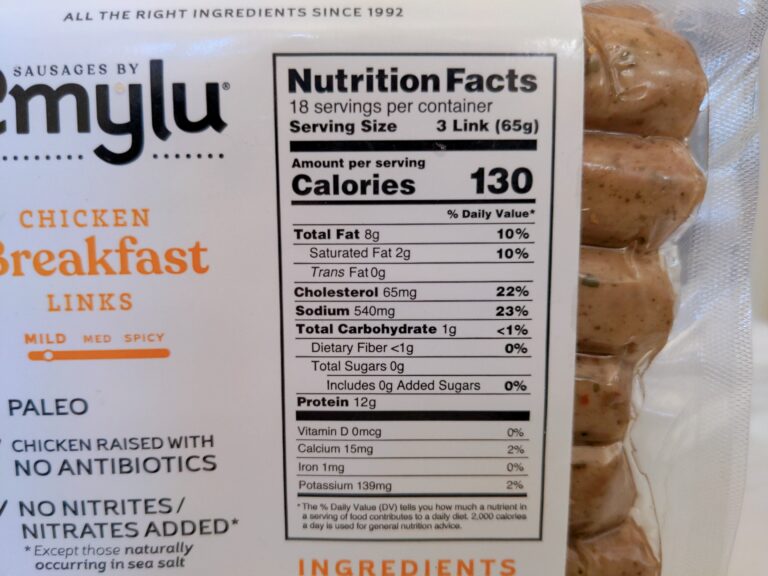 ALL THE RIGHT INGREDIENTS SINCE 1992
SAUSAGES BY
mylu®
CHICKEN
Breakfast
LINKS
MILD MED SPICY
PALEO
CHICKEN RAISED WITH
NO ANTIBIOTICS
NO NITRITES/
NITRATES ADDED*
*Except those naturally
occurring in sea salt
Nutrition Facts
18 servings per container
Serving Size 3 Link (65g)
Amount per serving
Calories 130
% Daily Value*
Total Fat 8g 10%
Saturated Fat 2g 10%
Trans Fat 0g
Cholesterol 65mg 22%
Sodium 540mg 23%
Total Carbohydrate 1g <1%
Dietary Fiber <1g 0%
Total Sugars 0g
Includes 0g Added Sugars 0%
Protein 12g
Vitamin D 0mcg 0%
Calcium 15mg 2%
Iron 1mg 0%
Potassium 139mg 2%
*The % Daily Value (DV) tells you how much a nutrient in
a serving of food contributes to a daily diet. 2,000 calories
a day is used for general nutrition advice.
INGREDIENTS